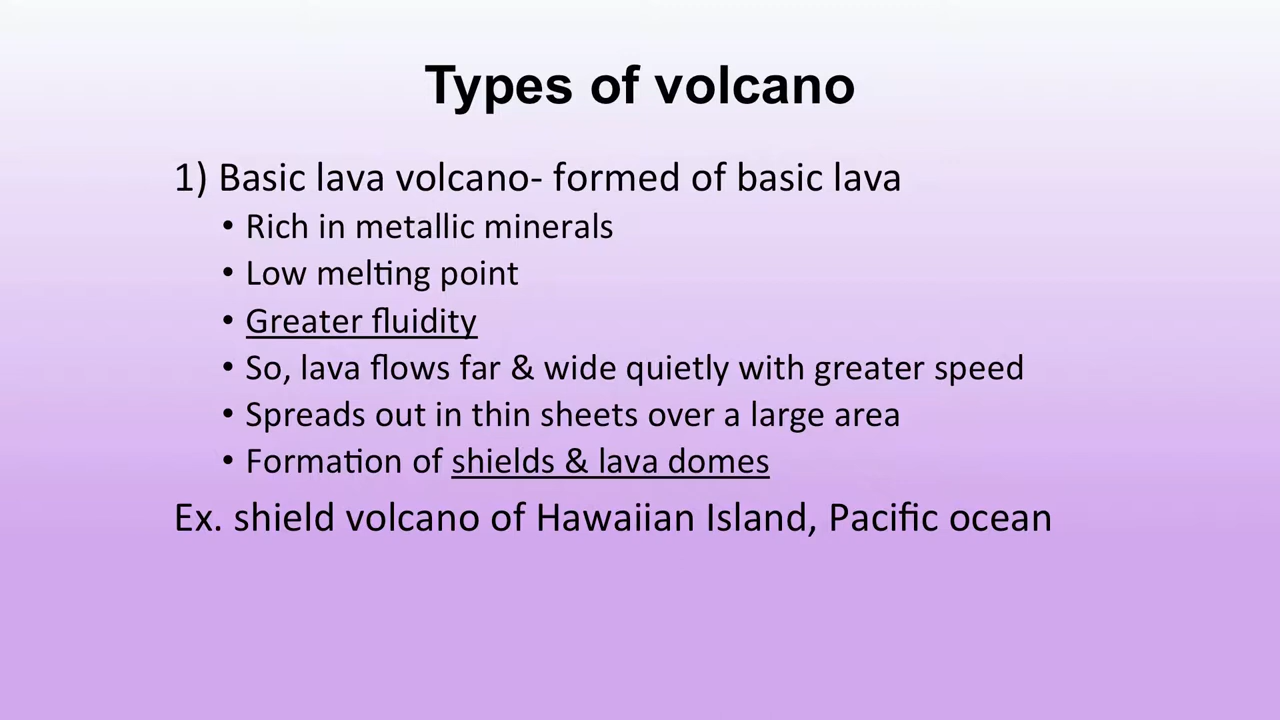 Types of volcano
1) Basic lava volcano- formed of basic lava
• Rich in metallic minerals
• Low melting point
• Greater fluidity
• So, lava flows far & wide quietly with greater speed
• Spreads out in thin sheets over a large area
• Formation of shields & lava domes
Ex. shield volcano of Hawaiian Island, Pacific ocean